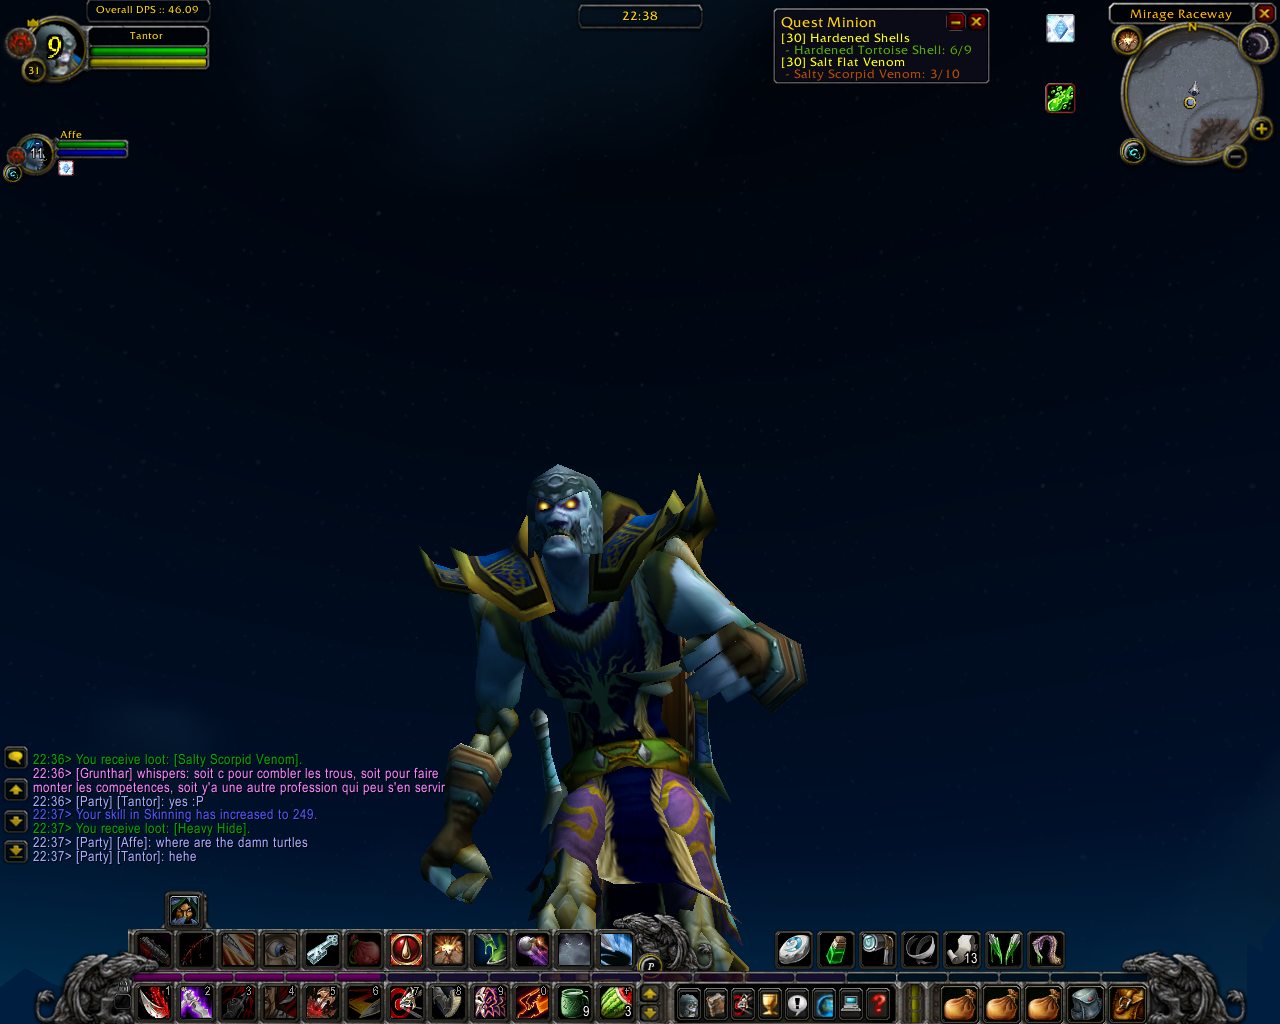 Overall DPS :: 46.09
22:38
Quest Minion
Mirage Raceway
N
[30] Hardened Shells
- Hardened Tortoise Shell: 6/9
[30] Salt Flat Venom
- Salty Scorpid Venom: 3/10
Tantor
9
31
Affe
11
22:36> You receive loot: [Salty Scorpid Venom].
22:36> [Grunthar] whispers: soit c pour combler les trous, soit pour faire
monter les competences, soit y'a une autre profession qui peu s'en servir
22:36> [Party] [Tantor]: yes :P
22:37> Your skill in Skinning has increased to 249.
22:37> You receive loot: [Heavy Hide].
22:37> [Party] [Affe]: where are the damn turtles
22:37> [Party] [Tantor]: hehe
13
P
1 2 3 4 5 6 7 8 9 0 9 3